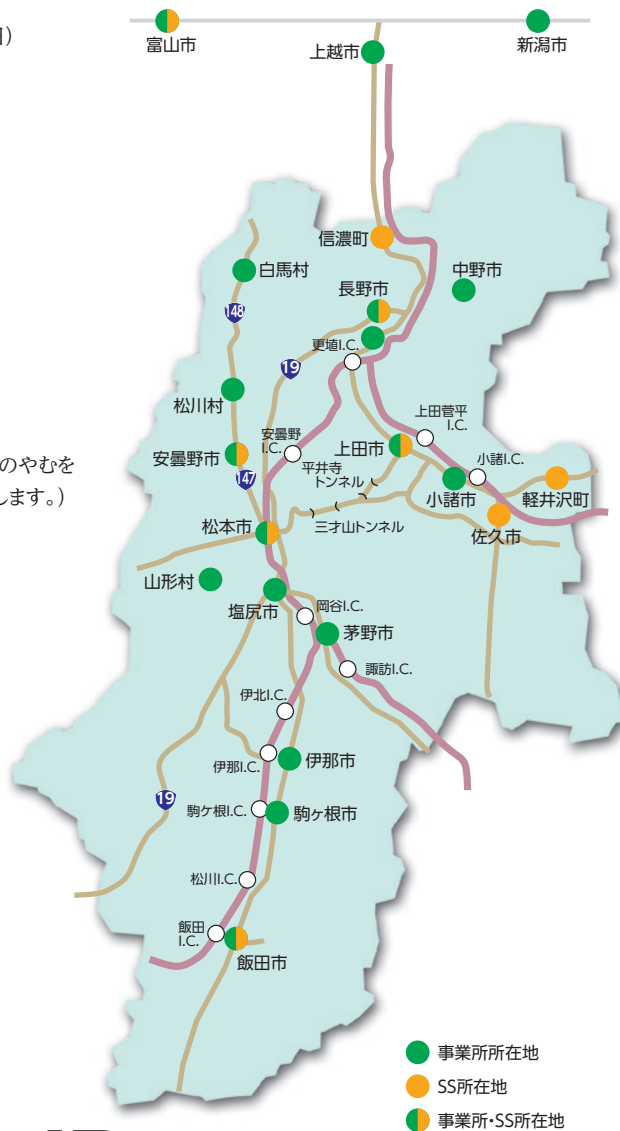 富山市
新潟市
上越市
信濃町
白馬村
中野市
長野市
148
更埴I.C.
19
松川村
上田菅平
I.C.
安曇野
I.C.
上田市
小諸I.C.
のやむを
安曇野市
平井寺
トンネル
147
します。)
小諸市
軽井沢町
佐久市
松本市
三才山トンネル
山形村
塩尻市
岡谷I.C.
茅野市
諏訪I.C.
伊北I.C.
伊那I.C.
伊那市
19
駒ケ根I.C.
駒ヶ根市
松川I.C.
飯田
I.C.
飯田市
事業所所在地
SS所在地
事業所・SS所在地